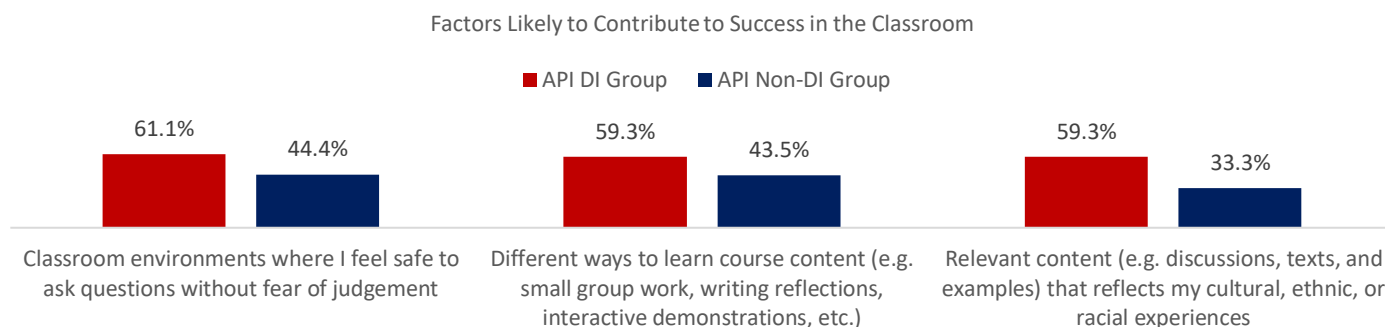 Factors Likely to Contribute to Success in the Classroom
API DI Group API Non-DI Group
61.1%
44.4%
59.3%
43.5%
59.3%
33.3%
Classroom environments where I feel safe to
ask questions without fear of judgement
Different ways to learn course content (e.g.
small group work, writing reflections,
interactive demonstrations, etc.)
Relevant content (e.g. discussions, texts, and
examples) that reflects my cultural, ethnic, or
racial experiences